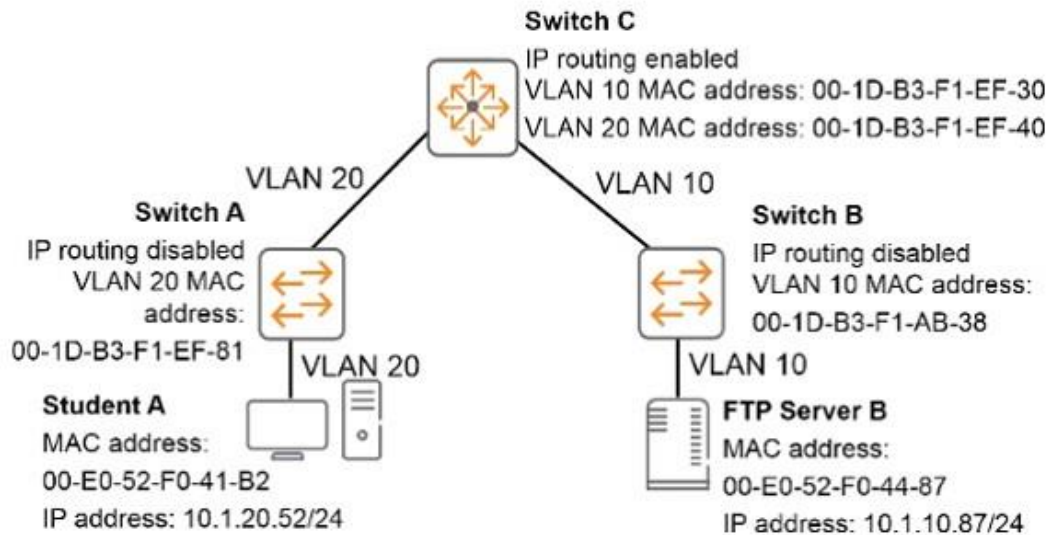 Switch C
IP routing enabled
VLAN 10 MAC address: 00-1D-B3-F1-EF-30
VLAN 20 MAC address: 00-1D-B3-F1-EF-40
VLAN 20
VLAN 10
Switch A
IP routing disabled
VLAN 20 MAC
address:
00-1D-B3-F1-EF-81
Switch B
IP routing disabled
VLAN 10 MAC address:
00-1D-B3-F1-AB-38
VLAN 20
VLAN 10
Student A
MAC address:
00-E0-52-F0-41-B2
IP address: 10.1.20.52/24
FTP Server B
MAC address:
00-E0-52-F0-44-87
IP address: 10.1.10.87/24